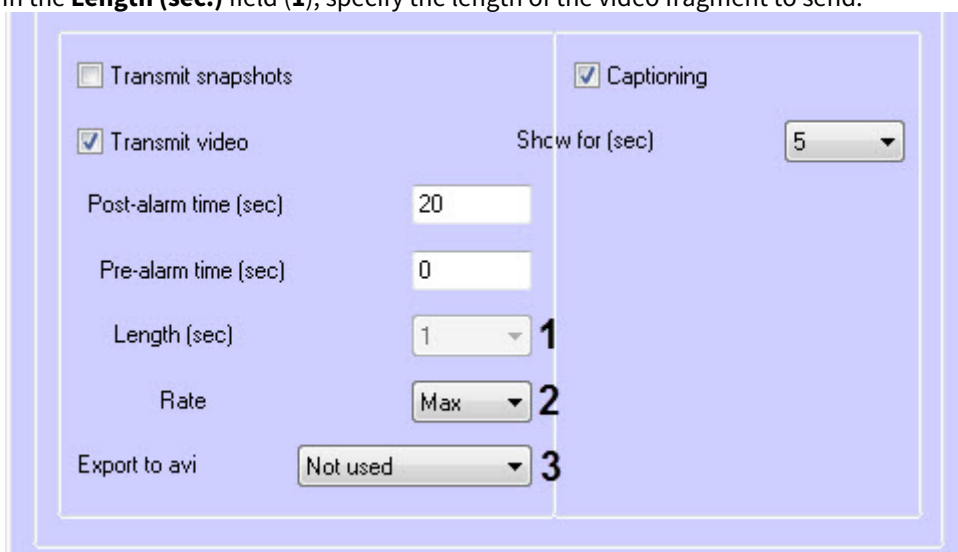 in the Length (sec.) field (1), specify the length of the video fragment to send.
Transmit snapshots Captioning
Transmit video Show for (sec) 5
Post-alarm time (sec) 20
Pre-alarm time (sec) 0
Length (sec) 1 1
Rate Max 2
Export to avi Not used 3